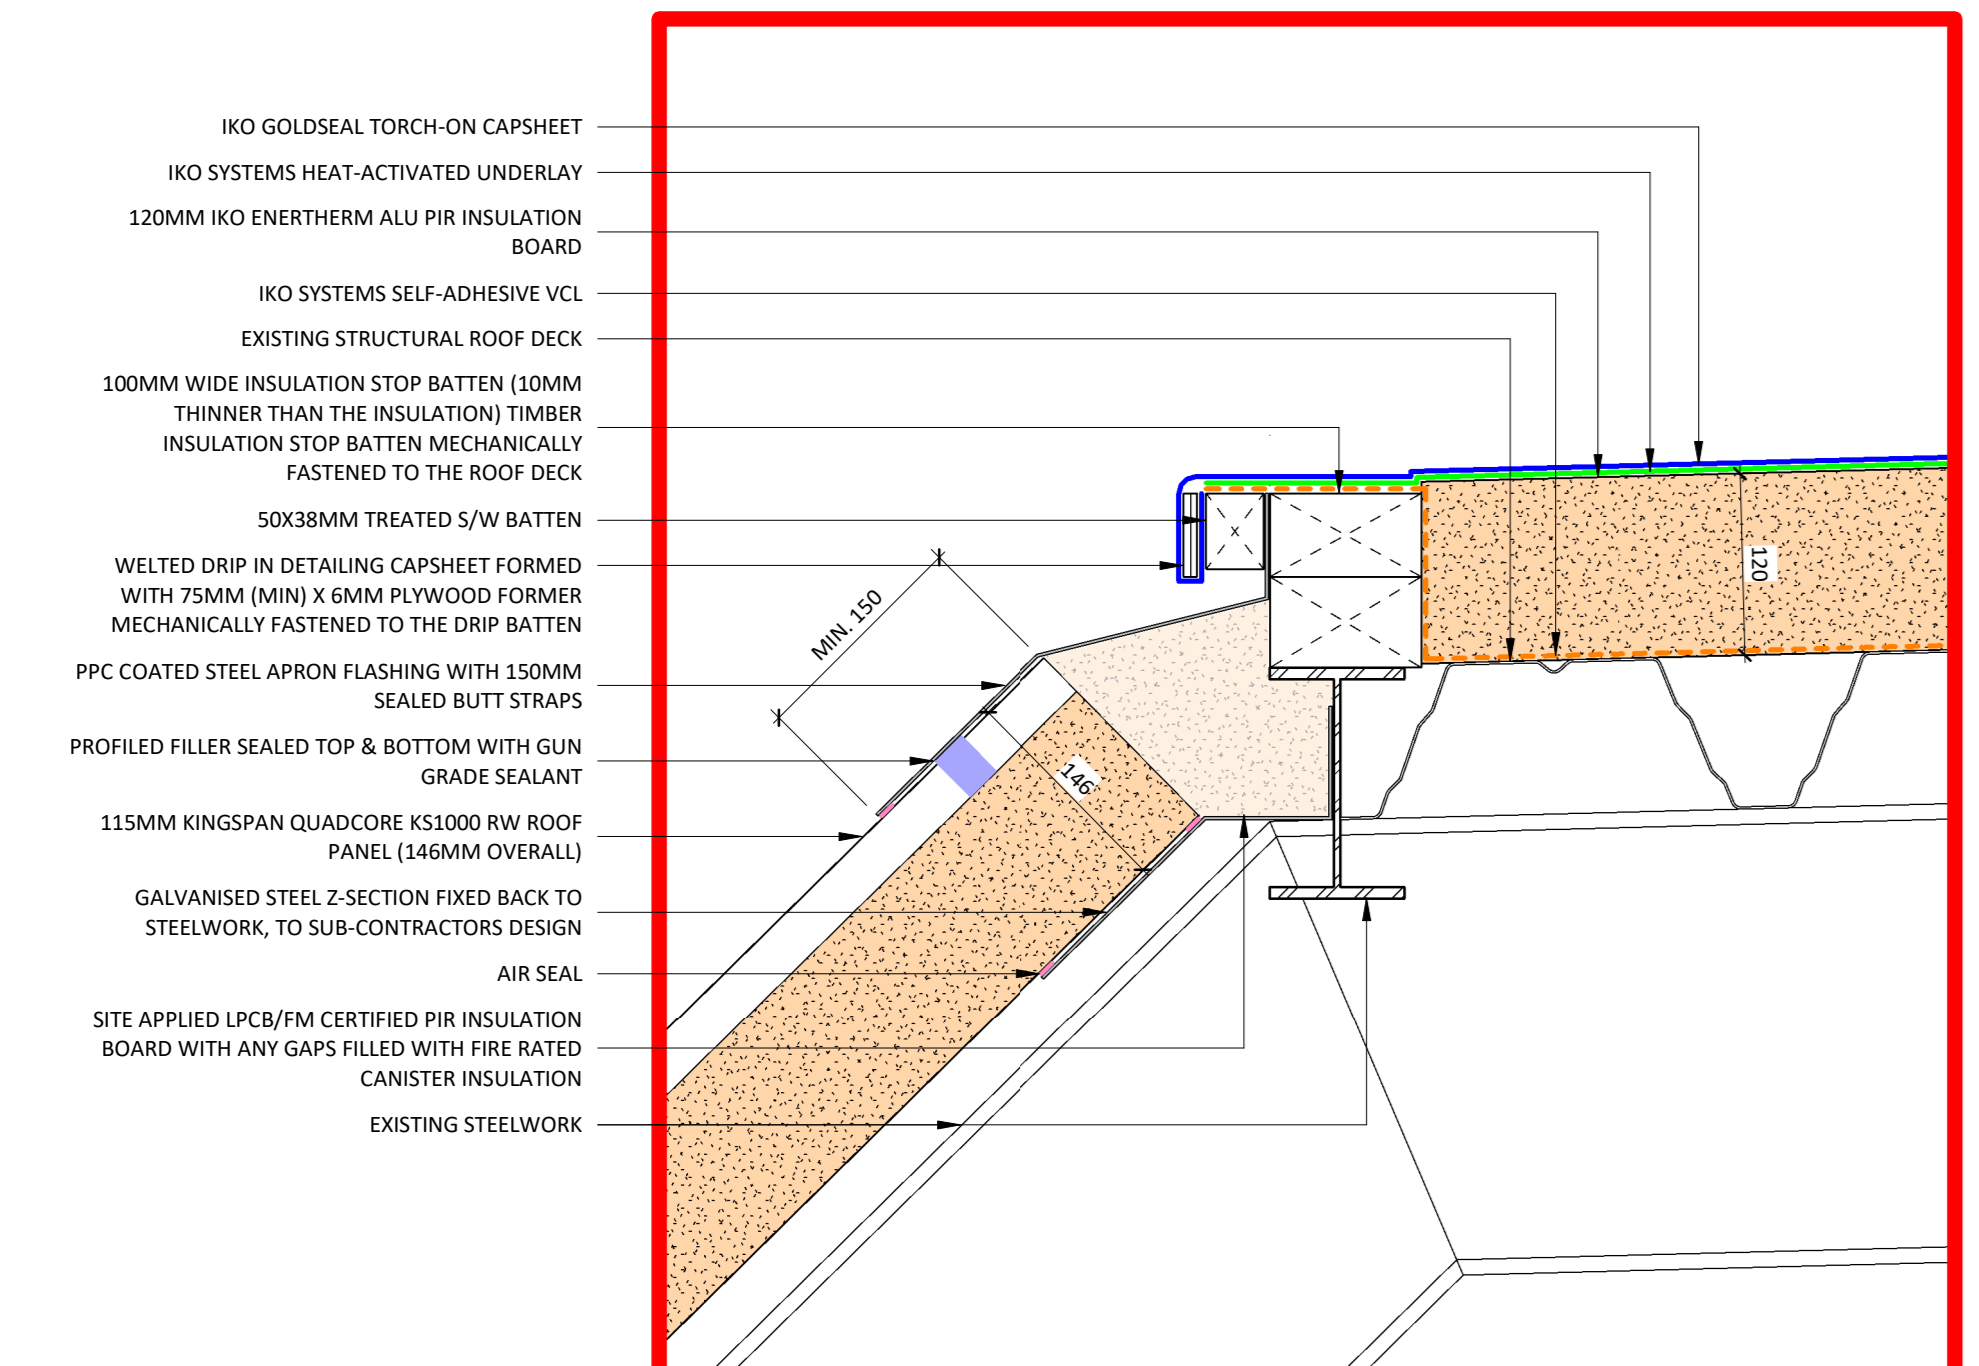 IKO GOLDSEAL TORCH-ON CAPSHEET
IKO SYSTEMS HEAT-ACTIVATED UNDERLAY
120MM IKO ENERTHERM ALU PIR INSULATION
BOARD
IKO SYSTEMS SELF-ADHESIVE VCL
EXISTING STRUCTURAL ROOF DECK
100MM WIDE INSULATION STOP BATTEN (10MM
THINNER THAN THE INSULATION) TIMBER
INSULATION STOP BATTEN MECHANICALLY
FASTENED TO THE ROOF DECK
50X38MM TREATED S/W BATTEN
WELTED DRIP IN DETAILING CAPSHEET FORMED
WITH 75MM (MIN) X 6MM PLYWOOD FORMER
MECHANICALLY FASTENED TO THE DRIP BATTEN
PPC COATED STEEL APRON FLASHING WITH 150MM
SEALED BUTT STRAPS
PROFILED FILLER SEALED TOP & BOTTOM WITH GUN
GRADE SEALANT
115MM KINGSPAN QUADCORE KS1000 RW ROOF
PANEL (146MM OVERALL)
GALVANISED STEEL Z-SECTION FIXED BACK TO
STEELWORK, TO SUB-CONTRACTORS DESIGN
AIR SEAL
SITE APPLIED LPCB/FM CERTIFIED PIR INSULATION
BOARD WITH ANY GAPS FILLED WITH FIRE RATED
CANISTER INSULATION
EXISTING STEELWORK
MIN. 150
146
120